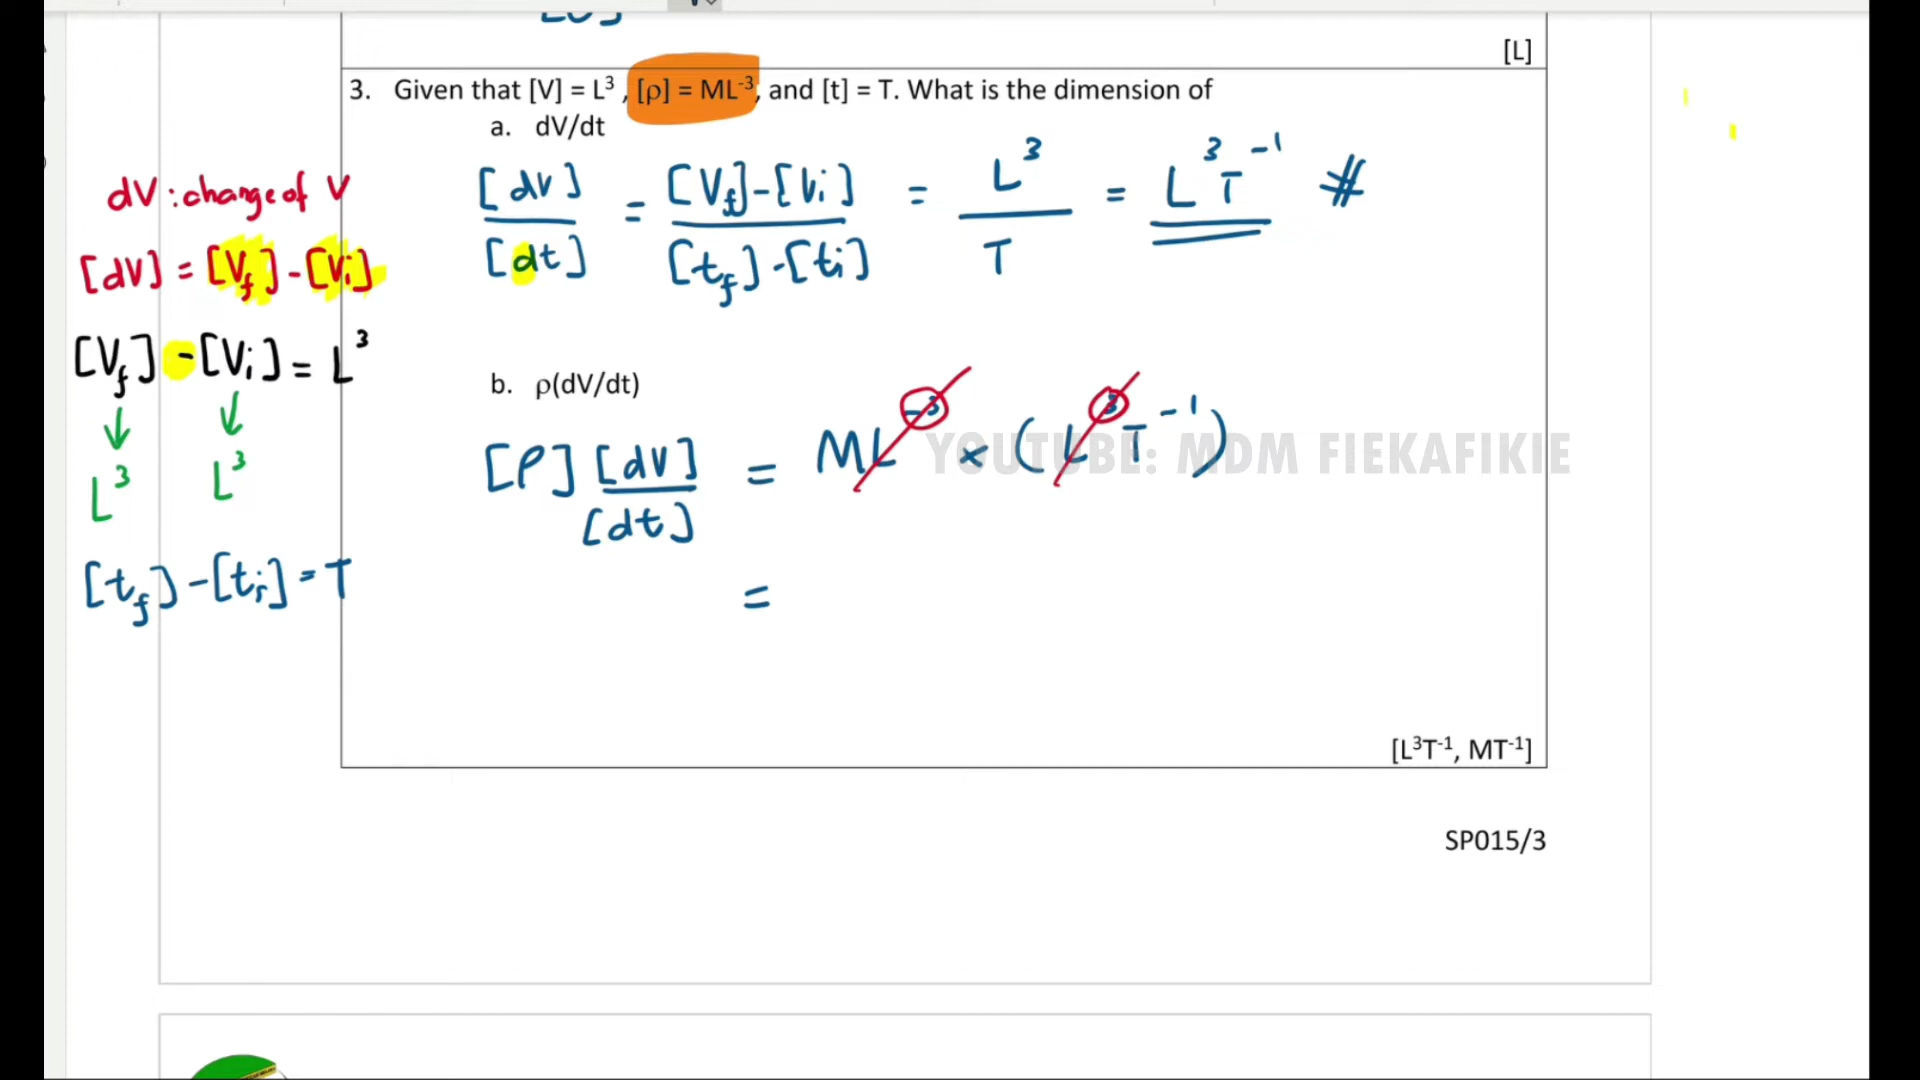 [L]
3. Given that [V] = L³, [ρ] = ML⁻³, and [t] = T. What is the dimension of
a. dV/dt
dV : change of V
[dV] / [dt] = [Vf] - [Vi] / [tf] - [ti] = L³ / T = L³T⁻¹ #
[dV] = [Vf] - [Vi]
[Vf] - [Vi] = L³
L³ L³
[tf] - [ti] = T
b. ρ(dV/dt)
[ρ] [dV] / [dt] = ML⁻³ × (L³T⁻¹)
=
YOUTUBE: MDM FIEKAFIKIE
[L³T⁻¹, MT⁻¹]
SP015/3